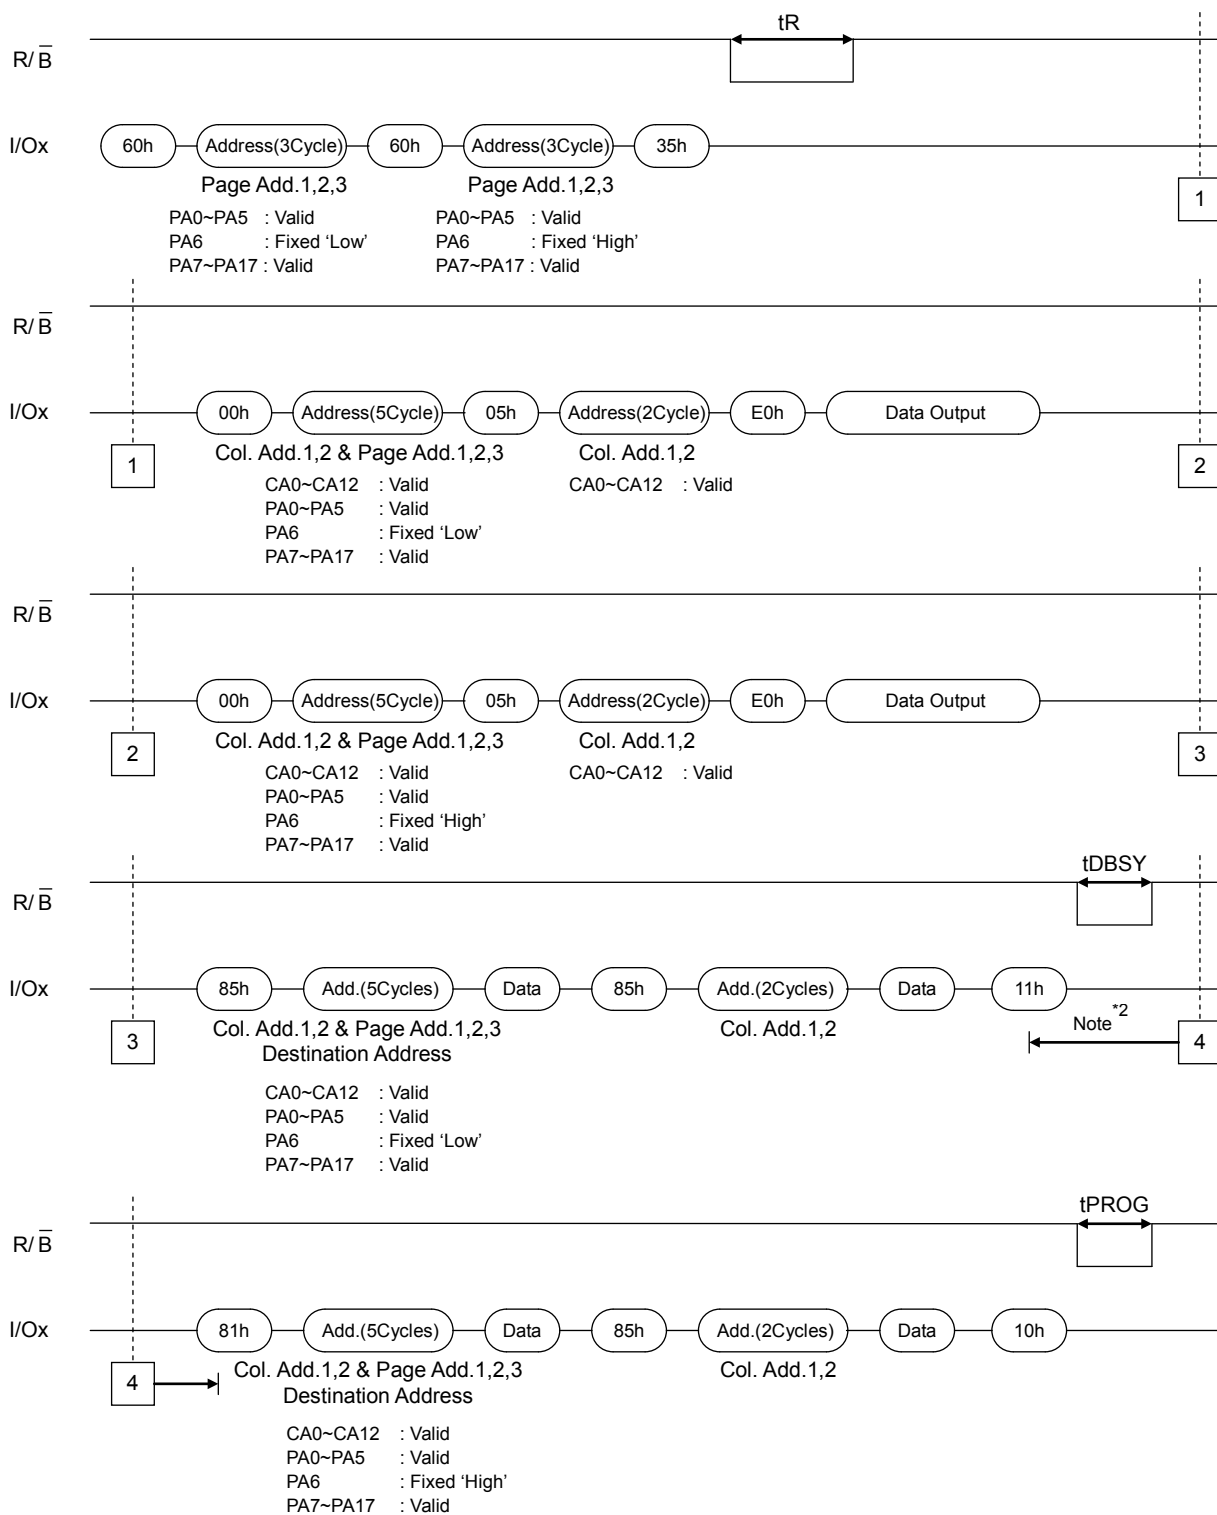 tR
R/B
I/Ox 60h Address(3Cycle) 60h Address(3Cycle) 35h
Page Add.1,2,3 Page Add.1,2,3
1
PA0~PA5 : Valid PA0~PA5 : Valid
PA6 : Fixed ‘Low’ PA6 : Fixed ‘High’
PA7~PA17 : Valid PA7~PA17 : Valid
R/B
I/Ox 00h Address(5Cycle) 05h Address(2Cycle) E0h Data Output
1 Col. Add.1,2 & Page Add.1,2,3 Col. Add.1,2 2
CA0~CA12 : Valid CA0~CA12 : Valid
PA0~PA5 : Valid
PA6 : Fixed ‘Low’
PA7~PA17 : Valid
R/B
I/Ox 00h Address(5Cycle) 05h Address(2Cycle) E0h Data Output
2 Col. Add.1,2 & Page Add.1,2,3 Col. Add.1,2 3
CA0~CA12 : Valid CA0~CA12 : Valid
PA0~PA5 : Valid
PA6 : Fixed ‘High’
PA7~PA17 : Valid
tDBSY
R/B
I/Ox 85h Add.(5Cycles) Data 85h Add.(2Cycles) Data 11h
3 Col. Add.1,2 & Page Add.1,2,3 Col. Add.1,2 Note*2 4
Destination Address
CA0~CA12 : Valid
PA0~PA5 : Valid
PA6 : Fixed ‘Low’
PA7~PA17 : Valid
tPROG
R/B
I/Ox 81h Add.(5Cycles) Data 85h Add.(2Cycles) Data 10h
4 Col. Add.1,2 & Page Add.1,2,3 Col. Add.1,2
Destination Address
CA0~CA12 : Valid
PA0~PA5 : Valid
PA6 : Fixed ‘High’
PA7~PA17 : Valid